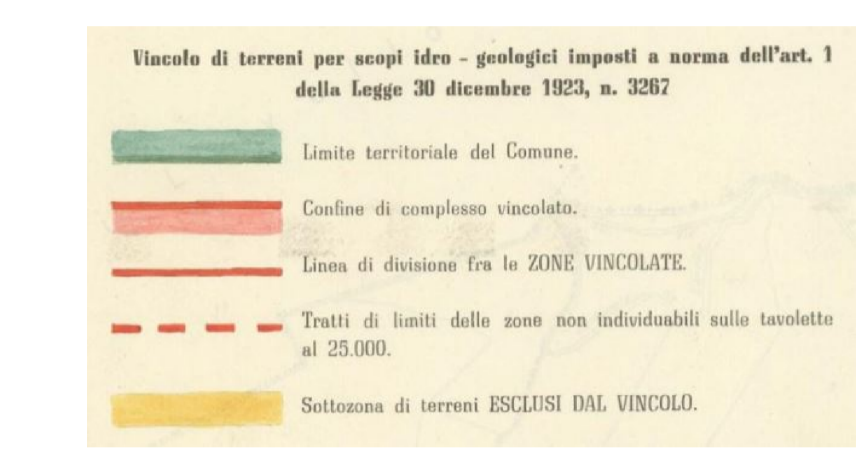 Vincolo di terreni per scopi idro - geologici imposti a norma dell'art. 1
della Legge 30 dicembre 1923, n. 3267
Limite territoriale del Comune.
Confine di complesso vincolato.
Linea di divisione fra le ZONE VINCOLATE.
Tratti di limiti delle zone non individuabili sulle tavolette
al 25.000.
Sottozona di terreni ESCLUSI DAL VINCOLO.